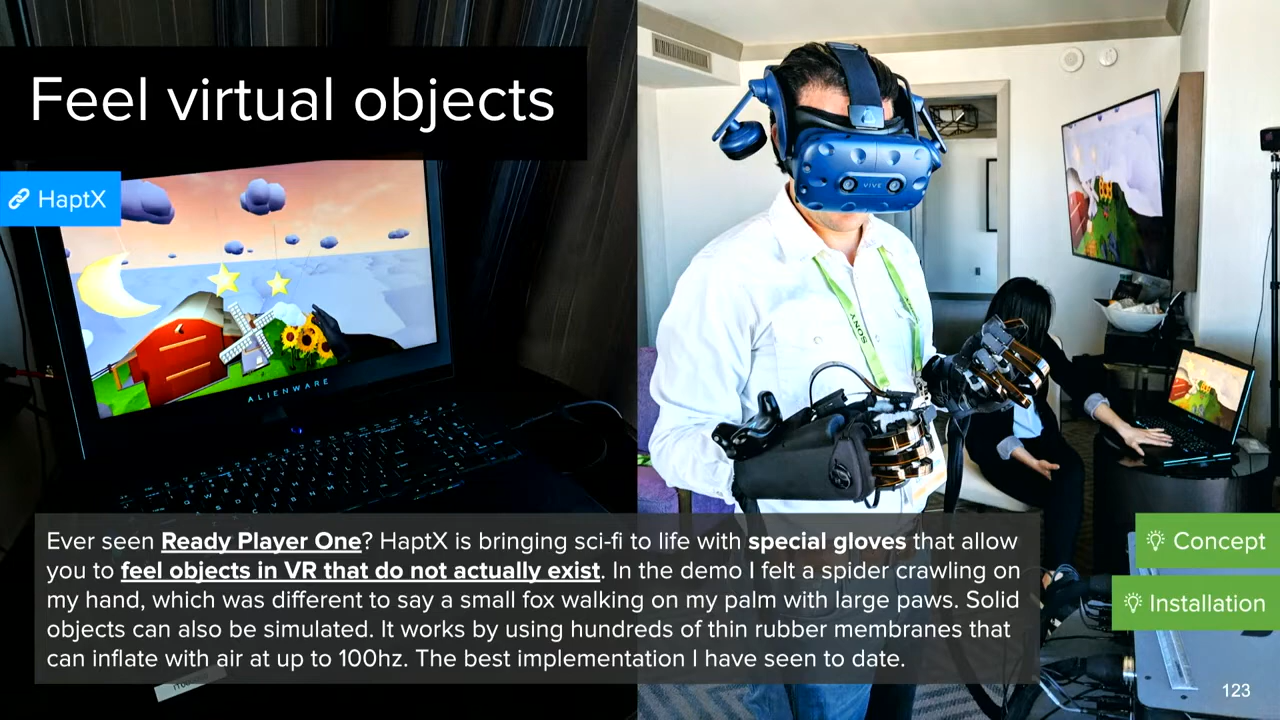 Feel virtual objects
HaptX
ALIENWARE
VIVE
SONY
Ever seen Ready Player One? HaptX is bringing sci-fi to life with special gloves that allow
you to feel objects in VR that do not actually exist. In the demo I felt a spider crawling on
my hand, which was different to say a small fox walking on my palm with large paws. Solid
objects can also be simulated. It works by using hundreds of thin rubber membranes that
can inflate with air at up to 100hz. The best implementation I have seen to date.
Concept
Installation
123